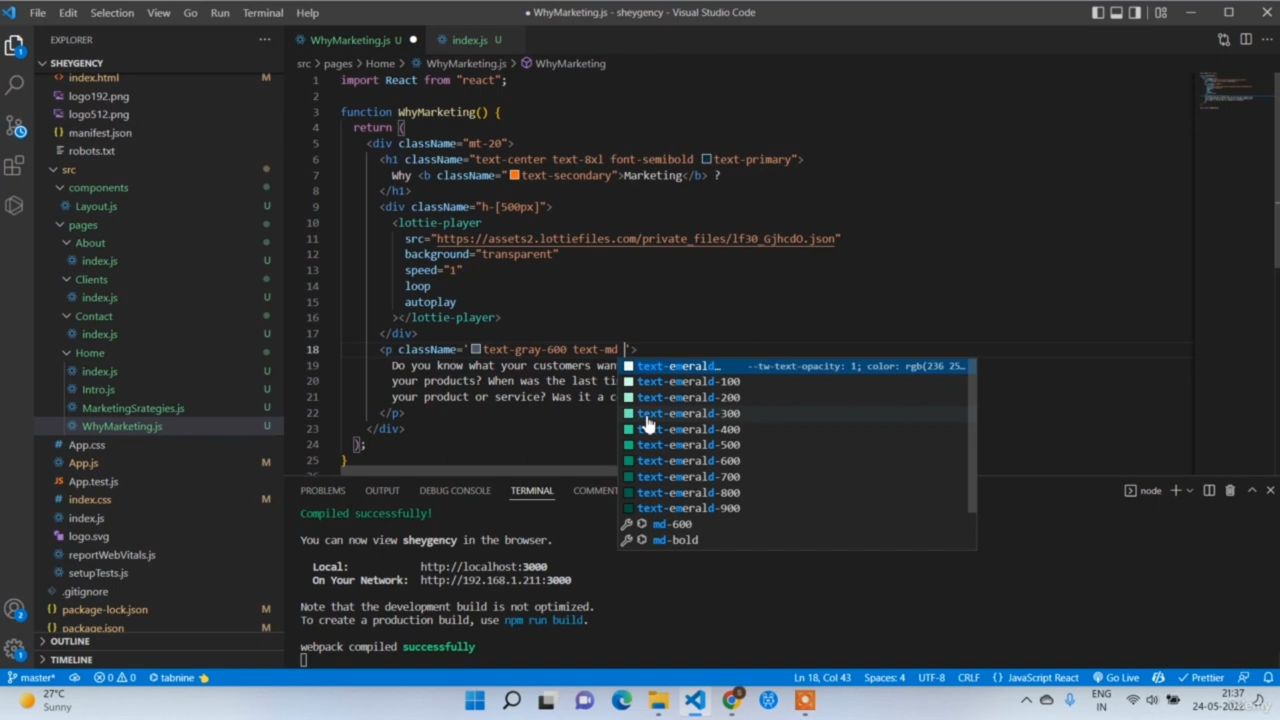 File Edit Selection View Go Run Terminal Help
● WhyMarketing.js - sheygency - Visual Studio Code
EXPLORER ···
SHEYGENCY
index.html M
logo192.png
logo512.png
manifest.json
robots.txt
src
components
Layout.js U
pages
About
index.js U
Clients
index.js U
Contact
index.js U
Home
index.js U
Intro.js U
MarketingSrategies.js U
WhyMarketing.js U
App.css
App.js M
App.test.js
index.css M
index.js
logo.svg
reportWebVitals.js
setupTests.js
.gitignore
package-lock.json M
package.json M
OUTLINE
TIMELINE
WhyMarketing.js U ●
index.js U
src > pages > Home > WhyMarketing.js > WhyMarketing
1 import React from "react";
2
3 function WhyMarketing() {
4 return (
5 <div className="mt-20">
6 <h1 className="text-center text-8xl font-semibold text-primary">
7 Why <b className="text-secondary">Marketing</b> ?
8 </h1>
9 <div className="h-[500px]">
10 <lottie-player
11 src="https://assets2.lottiefiles.com/private_files/lf30_GjhcdO.json"
12 background="transparent"
13 speed="1"
14 loop
15 autoplay
16 ></lottie-player>
17 </div>
18 <p className='text-gray-600 text-md '>
19 Do you know what your customers wan
20 your products? When was the last ti
21 your product or service? Was it a c
22 </p>
23 </div>
24 );
25 }
text-emerald… --tw-text-opacity: 1; color: rgb(236 25…
text-emerald-100
text-emerald-200
text-emerald-300
text-emerald-400
text-emerald-500
text-emerald-600
text-emerald-700
text-emerald-800
text-emerald-900
md-600
md-bold
PROBLEMS OUTPUT DEBUG CONSOLE TERMINAL COMMENT
node
Compiled successfully!
You can now view sheygency in the browser.
Local: http://localhost:3000
On Your Network: http://192.168.1.211:3000
Note that the development build is not optimized.
To create a production build, use npm run build.
webpack compiled successfully
master* 0 0 tabnine
Ln 18, Col 43 Spaces: 4 UTF-8 CRLF {} JavaScript React Go Live Prettier
27°C
Sunny
ENG
IN
21:37
24-05-2022